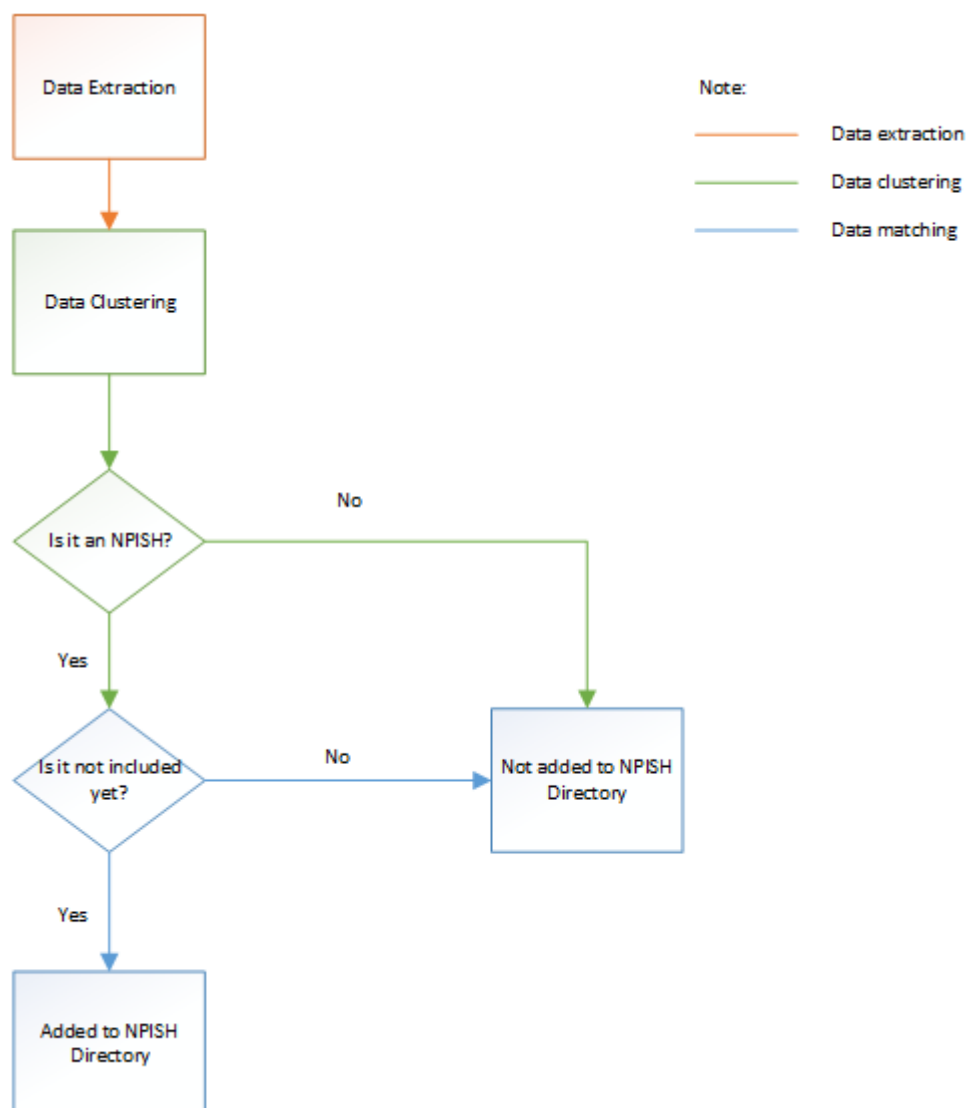 Data Extraction
Note:
Data extraction
Data clustering
Data matching
Data Clustering
Is it an NPISH?
No
Yes
Is it not included
yet?
No
Not added to NPISH
Directory
Yes
Added to NPISH
Directory